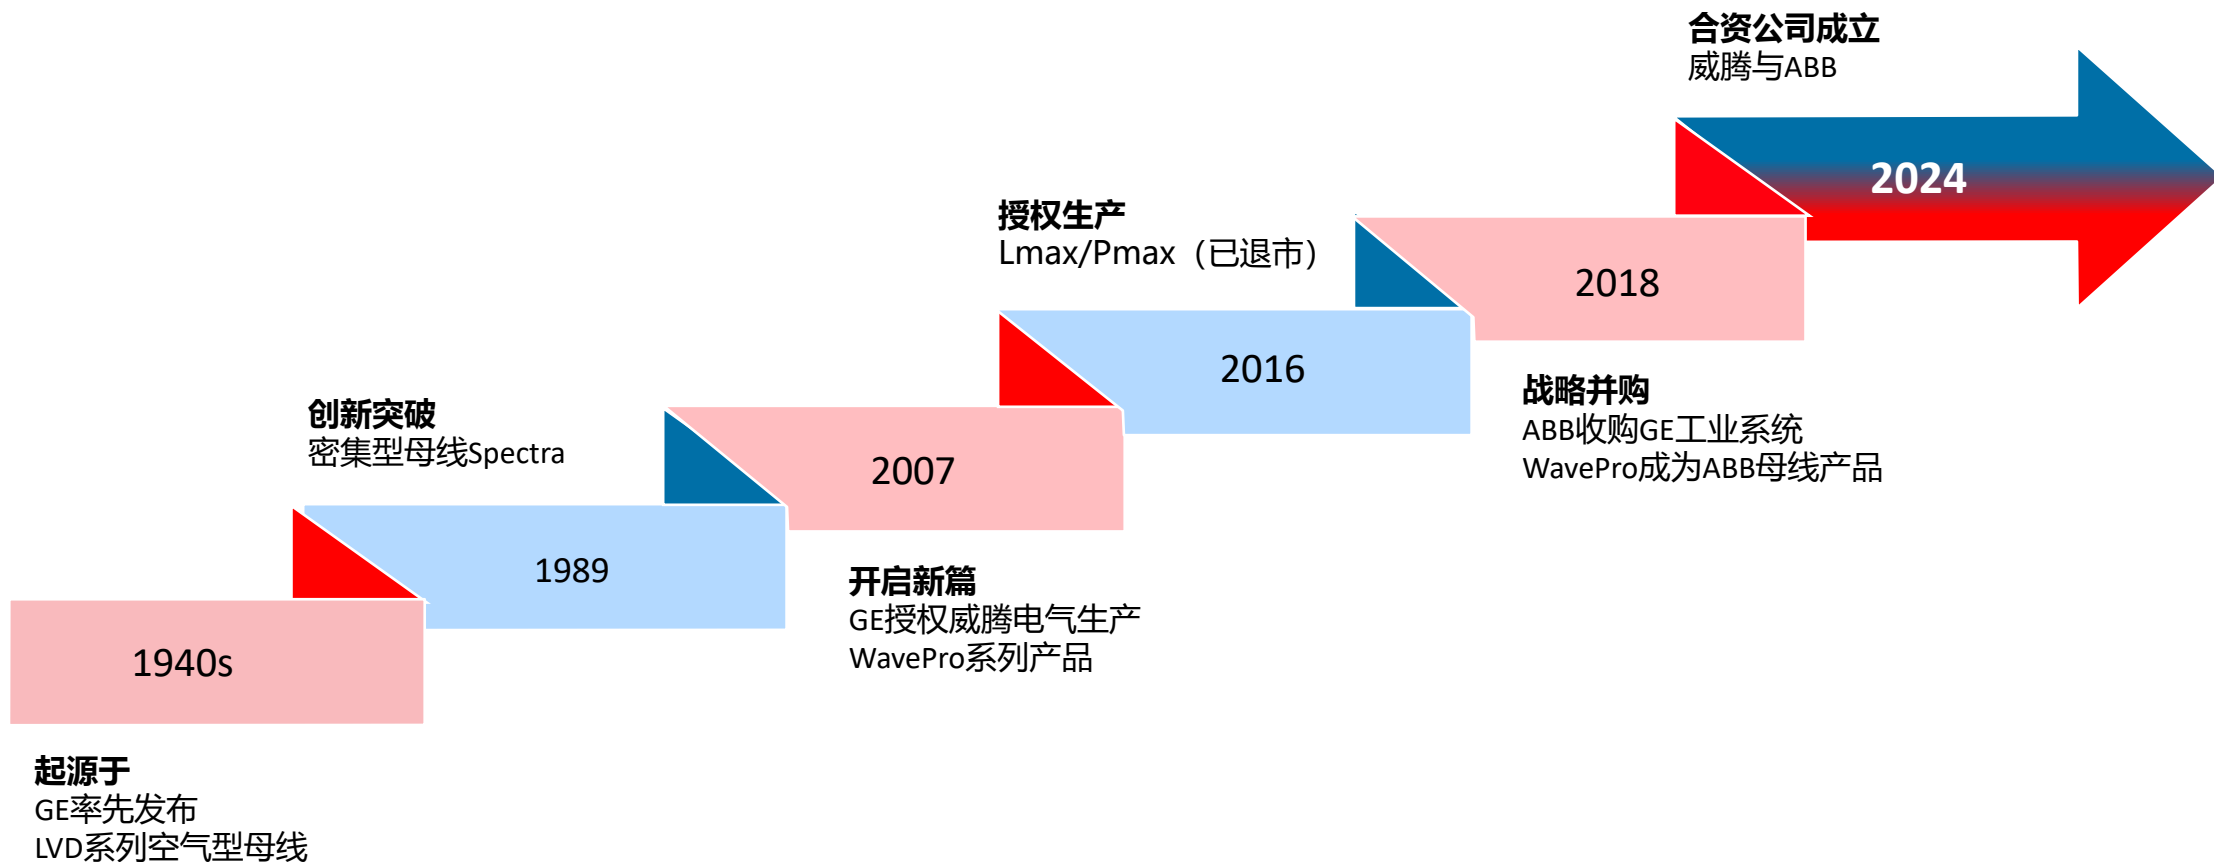 合资公司成立
威腾与ABB
2024
授权生产
Lmax/Pmax（已退市）
2018
2016
战略并购
ABB收购GE工业系统
WavePro成为ABB母线产品
创新突破
密集型母线Spectra
2007
1989
开启新篇
GE授权威腾电气生产
WavePro系列产品
1940s
起源于
GE率先发布
LVD系列空气型母线